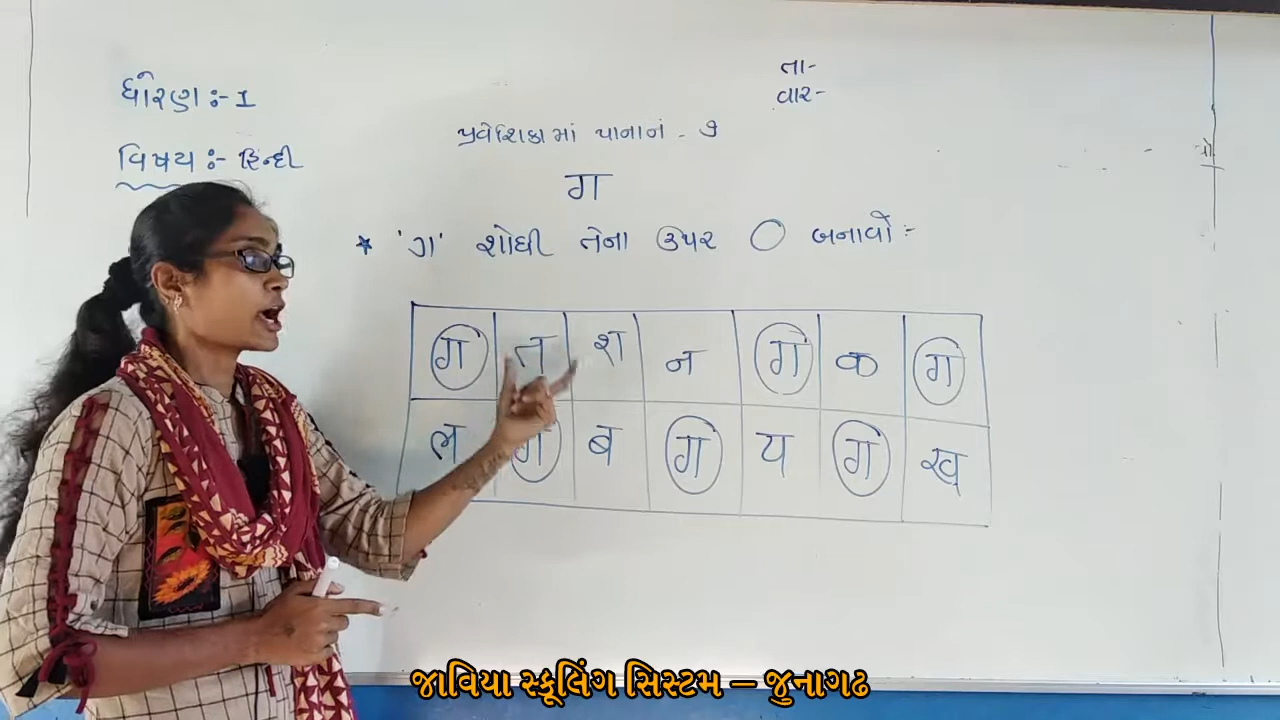 તા-
વાર-
ધોરણ :- 1
વિષય :- હિન્દી
પ્રવેશિકામાં પાનાનં - ૭
ग
* 'ગ' શોધી તેના ઉપર ○ બનાવો :-
ग त श न ग क ग
ल ग ब ग य ग ख
જાવિયા સ્કૂલિંગ સિસ્ટમ – જુનાગઢ